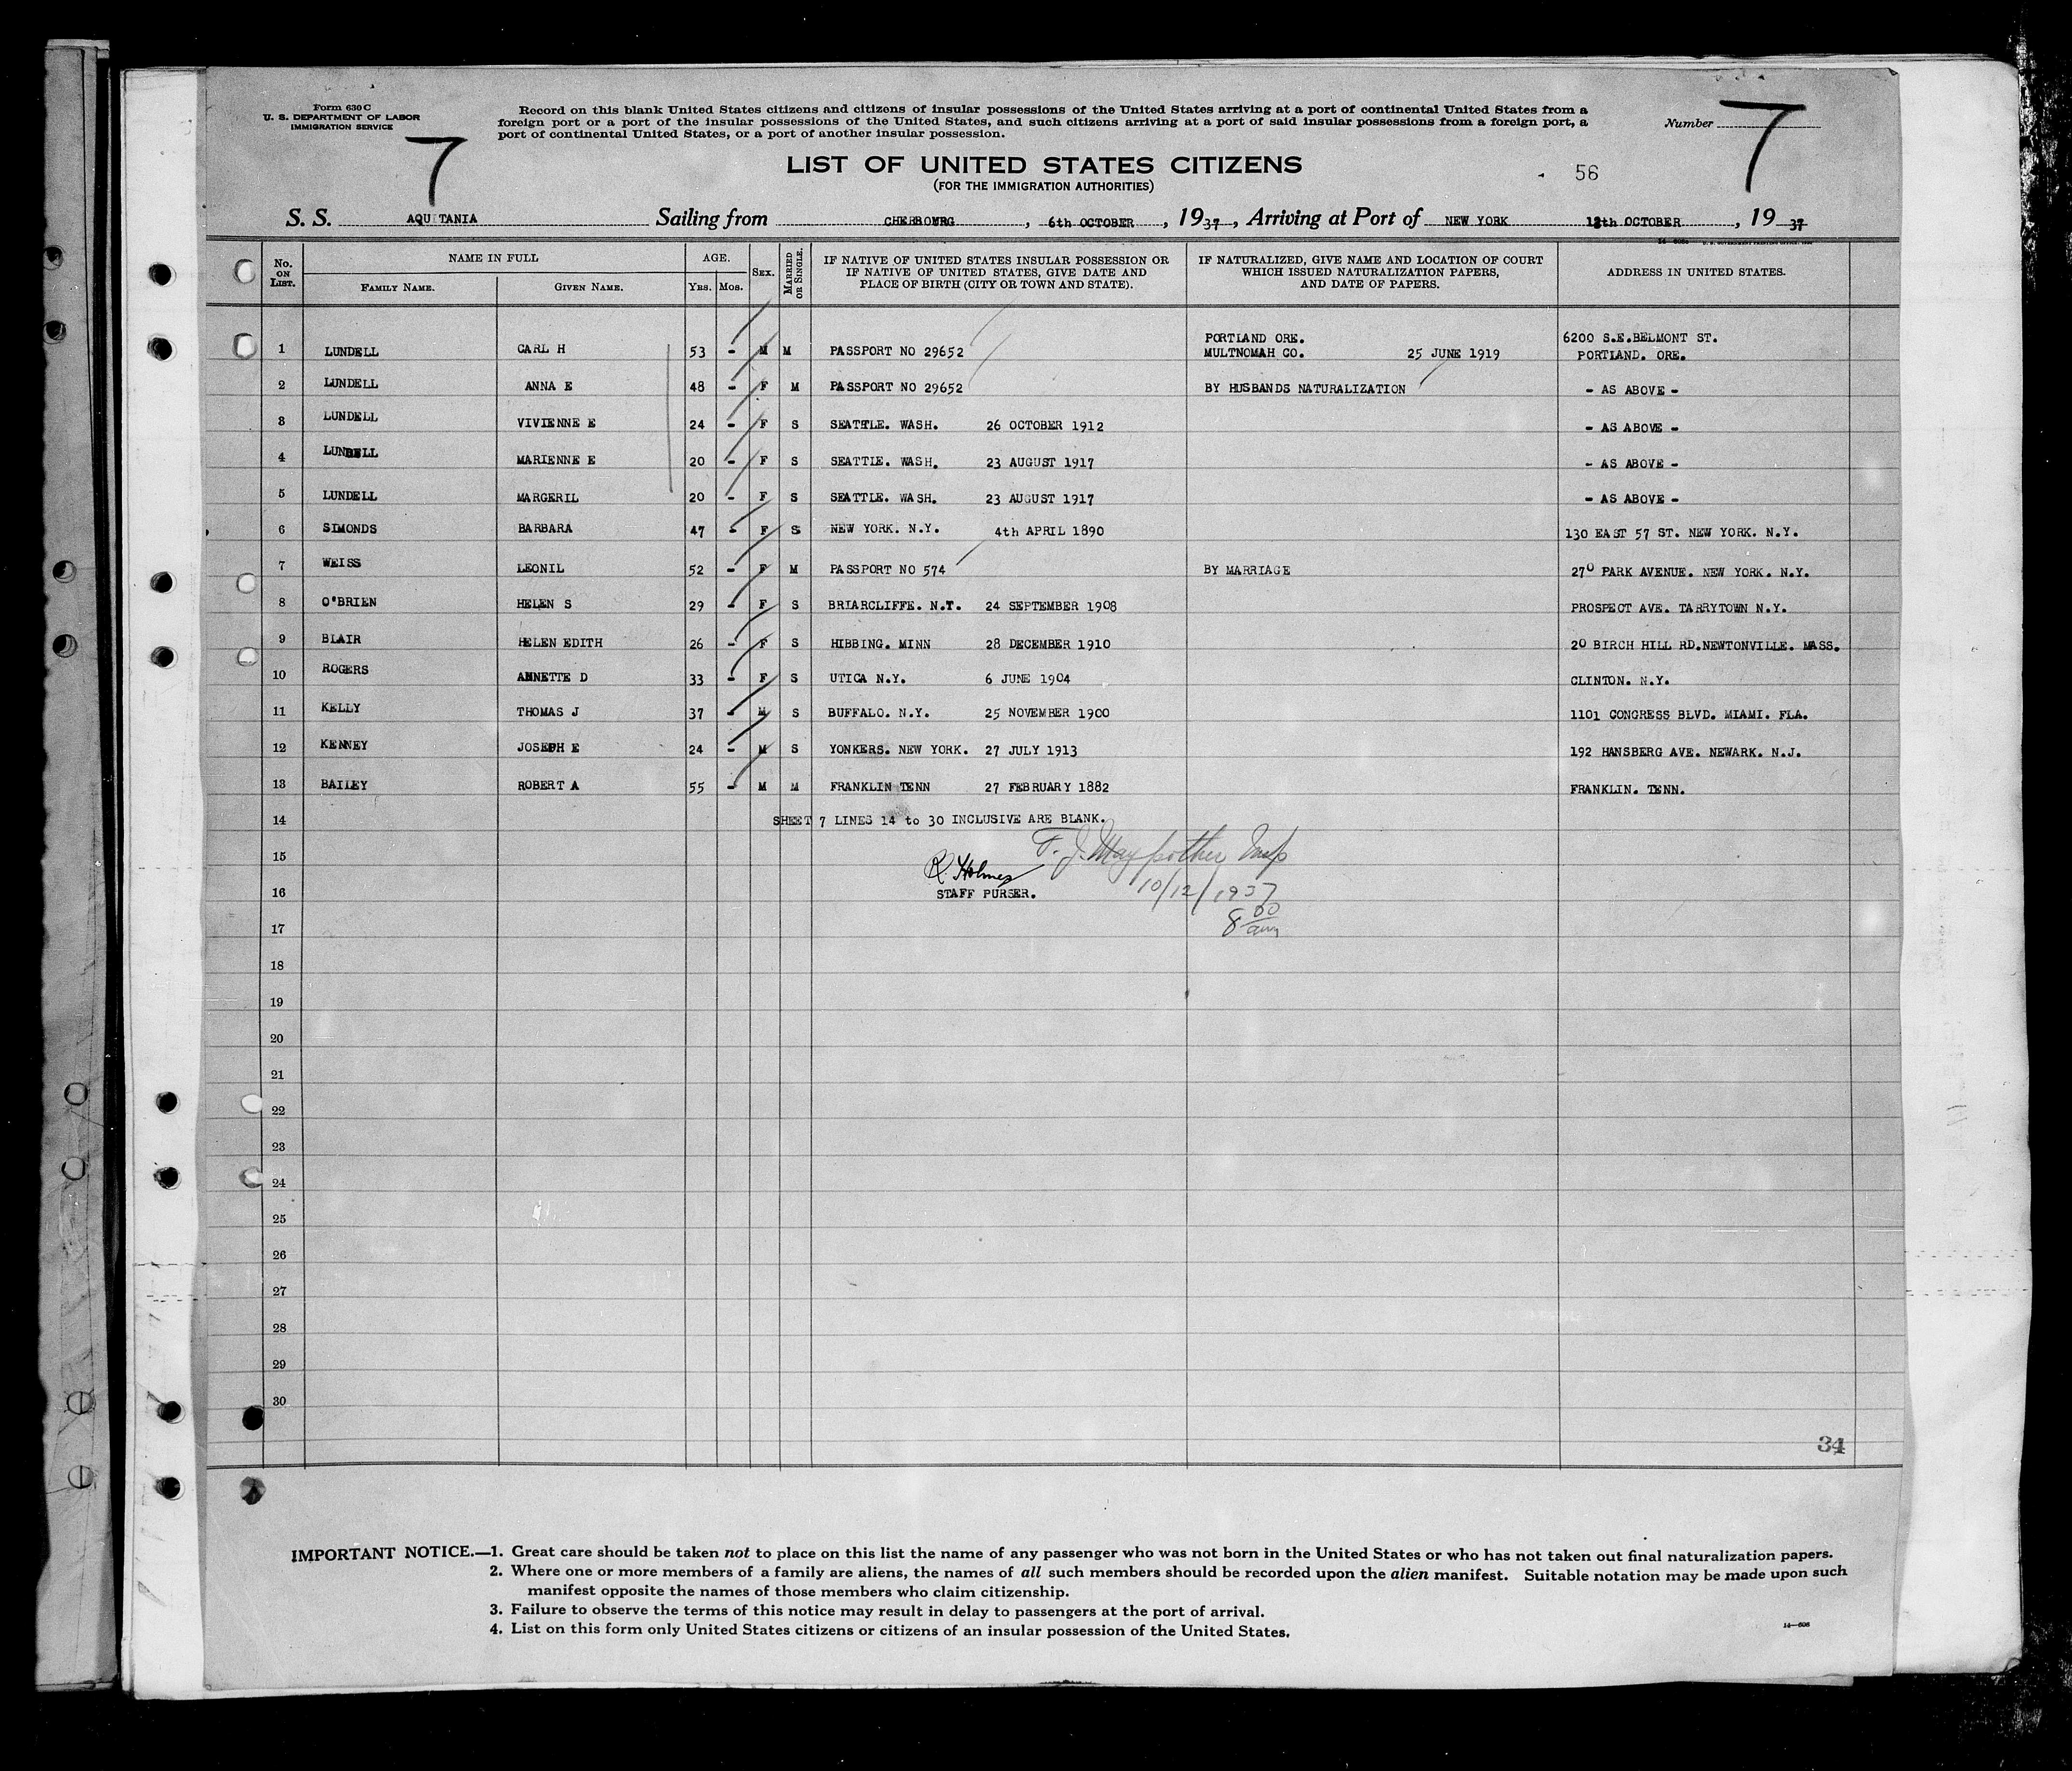 Form 630 C
U. S. DEPARTMENT OF LABOR
IMMIGRATION SERVICE
7
Record on this blank United States citizens and citizens of insular possessions of the United States arriving at a port of continental United States from a
foreign port or a port of the insular possessions of the United States, and such citizens arriving at a port of said insular possessions from a foreign port, a
port of continental United States, or a port of another insular possession.
Number 7
LIST OF UNITED STATES CITIZENS
(FOR THE IMMIGRATION AUTHORITIES)
56
S. S. AQUITANIA Sailing from CHERBOURG, 6th OCTOBER, 1937, Arriving at Port of NEW YORK 12th OCTOBER, 1937
No. ON LIST. NAME IN FULL FAMILY NAME. GIVEN NAME. AGE. YRS. MOS. SEX. MARRIED OR SINGLE. IF NATIVE OF UNITED STATES INSULAR POSSESSION OR IF NATIVE OF UNITED STATES, GIVE DATE AND PLACE OF BIRTH (CITY OR TOWN AND STATE). IF NATURALIZED, GIVE NAME AND LOCATION OF COURT WHICH ISSUED NATURALIZATION PAPERS, AND DATE OF PAPERS. ADDRESS IN UNITED STATES.
1 LUNDELL CARL H 53 - M M PASSPORT NO 29652 PORTLAND ORE. MULTNOMAH CO. 25 JUNE 1919 6200 S.E.BELMONT ST. PORTLAND. ORE.
2 LUNDELL ANNA E 48 - F M PASSPORT NO 29652 BY HUSBANDS NATURALIZATION - AS ABOVE -
3 LUNDELL VIVIENNE E 24 - F S SEATTLE. WASH. 26 OCTOBER 1912 - AS ABOVE -
4 LUNDELL MARIENNE E 20 - F S SEATTLE. WASH. 23 AUGUST 1917 - AS ABOVE -
5 LUNDELL MARGERIL 20 - F S SEATTLE. WASH. 23 AUGUST 1917 - AS ABOVE -
6 SIMONDS BARBARA 47 - F S NEW YORK. N.Y. 4th APRIL 1890 130 EAST 57 ST. NEW YORK. N.Y.
7 WEISS LEONIL 52 - F M PASSPORT NO 574 BY MARRIAGE 270 PARK AVENUE. NEW YORK. N.Y.
8 O'BRIEN HELEN S 29 - F S BRIARCLIFFE. N.T. 24 SEPTEMBER 1908 PROSPECT AVE. TARRYTOWN N.Y.
9 BLAIR HELEN EDITH 26 - F S HIBBING. MINN 28 DECEMBER 1910 20 BIRCH HILL RD.NEWTONVILLE. MASS.
10 ROGERS ANNETTE D 33 - F S UTICA N.Y. 6 JUNE 1904 CLINTON. N.Y.
11 KELLY THOMAS J 37 - M S BUFFALO. N.Y. 25 NOVEMBER 1900 1101 CONGRESS BLVD. MIAMI. FLA.
12 KENNEY JOSEPH E 24 - M S YONKERS. NEW YORK. 27 JULY 1913 192 HANSBERG AVE. NEWARK. N.J.
13 BAILEY ROBERT A 55 - M M FRANKLIN TENN 27 FEBRUARY 1882 FRANKLIN. TENN.
14 SHEET 7 LINES 14 to 30 INCLUSIVE ARE BLANK.
15 R. Holmes F. J. Maypother Insp
16 STAFF PURSER. 10/12/1937
17 8 00 am
18
19
20
21
22
23
24
25
26
27
28
29
30
34
IMPORTANT NOTICE.—1. Great care should be taken not to place on this list the name of any passenger who was not born in the United States or who has not taken out final naturalization papers.
2. Where one or more members of a family are aliens, the names of all such members should be recorded upon the alien manifest. Suitable notation may be made upon such
manifest opposite the names of those members who claim citizenship.
3. Failure to observe the terms of this notice may result in delay to passengers at the port of arrival.
4. List on this form only United States citizens or citizens of an insular possession of the United States.
14—606